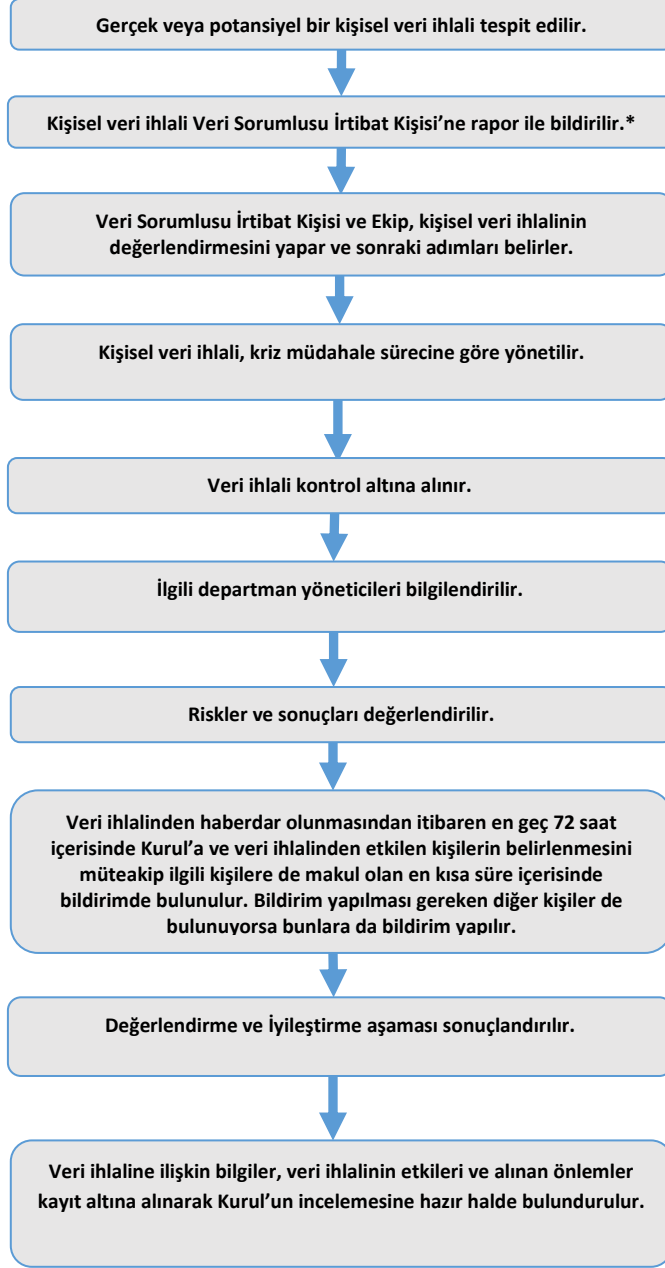 Gerçek veya potansiyel bir kişisel veri ihlali tespit edilir.
Kişisel veri ihlali Veri Sorumlusu İrtibat Kişisi’ne rapor ile bildirilir.*
Veri Sorumlusu İrtibat Kişisi ve Ekip, kişisel veri ihlalinin
değerlendirmesini yapar ve sonraki adımları belirler.
Kişisel veri ihlali, kriz müdahale sürecine göre yönetilir.
Veri ihlali kontrol altına alınır.
İlgili departman yöneticileri bilgilendirilir.
Riskler ve sonuçları değerlendirilir.
Veri ihlalinden haberdar olunmasından itibaren en geç 72 saat
içerisinde Kurul’a ve veri ihlalinden etkilen kişilerin belirlenmesini
müteakip ilgili kişilere de makul olan en kısa süre içerisinde
bildirimde bulunulur. Bildirim yapılması gereken diğer kişiler de
bulunuyorsa bunlara da bildirim yapılır.
Değerlendirme ve İyileştirme aşaması sonuçlandırılır.
Veri ihlaline ilişkin bilgiler, veri ihlalinin etkileri ve alınan önlemler
kayıt altına alınarak Kurul’un incelemesine hazır halde bulundurulur.